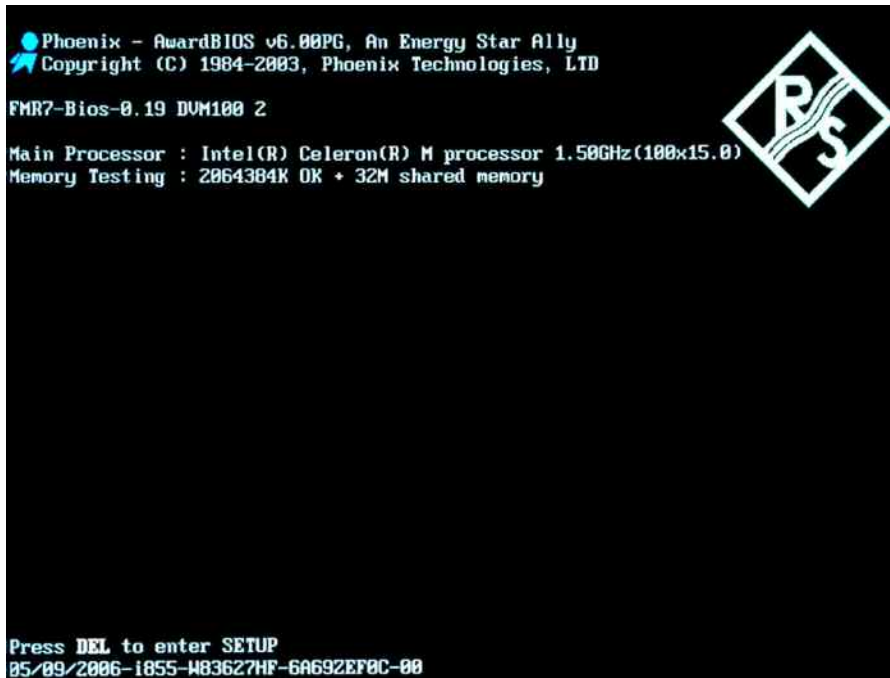 Phoenix - AwardBIOS v6.00PG, An Energy Star Ally
Copyright (C) 1984-2003, Phoenix Technologies, LTD
R S
FMR7-Bios-0.19 DVM100 2
Main Processor : Intel(R) Celeron(R) M processor 1.50GHz(100x15.0)
Memory Testing : 2064384K OK + 32M shared memory
Press DEL to enter SETUP
05/09/2006-i855-W83627HF-6A69ZEF0C-00